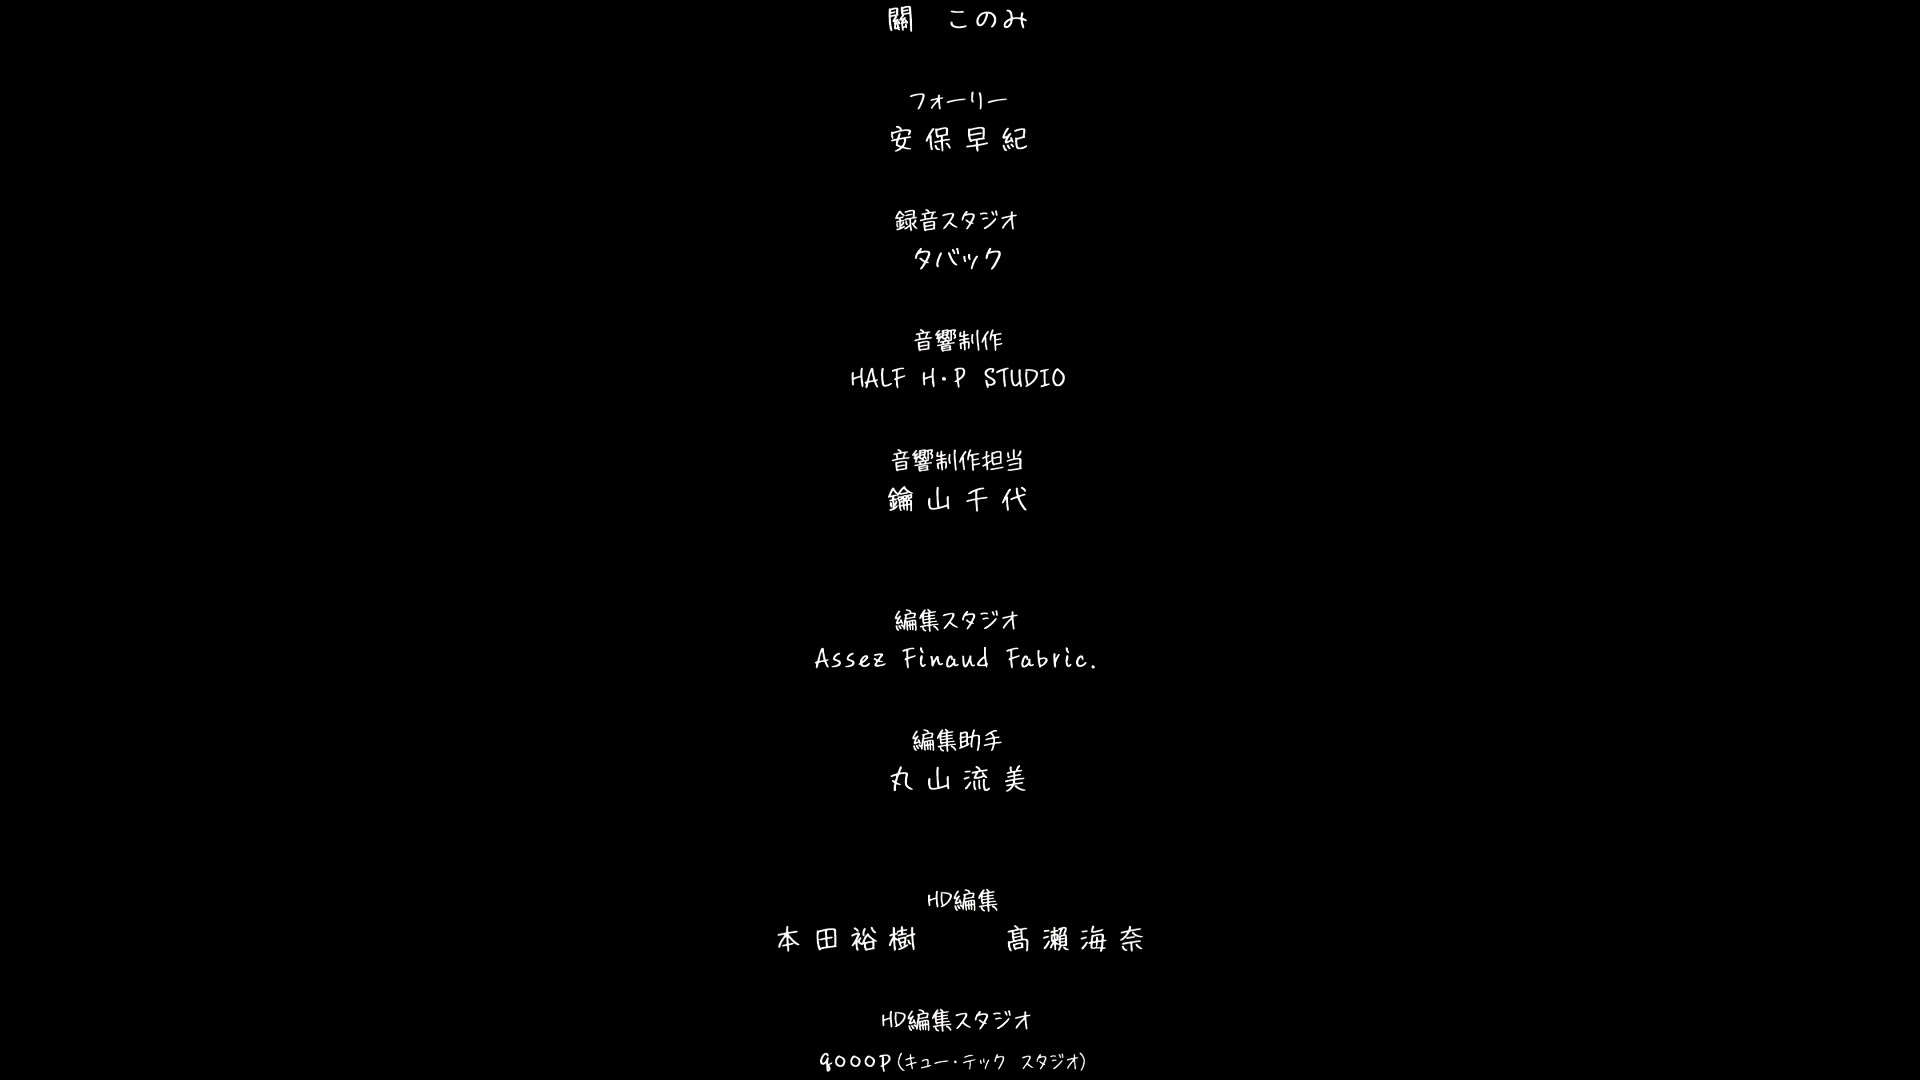 關　このみ
フォーリー
安保早紀
録音スタジオ
タバック
音響制作
HALF H・P STUDIO
音響制作担当
鑰山千代
編集スタジオ
Assez Finaud Fabric.
編集助手
丸山流美
HD編集
本田裕樹　　髙瀨海奈
HD編集スタジオ
qooop(キュー・テック スタジオ)